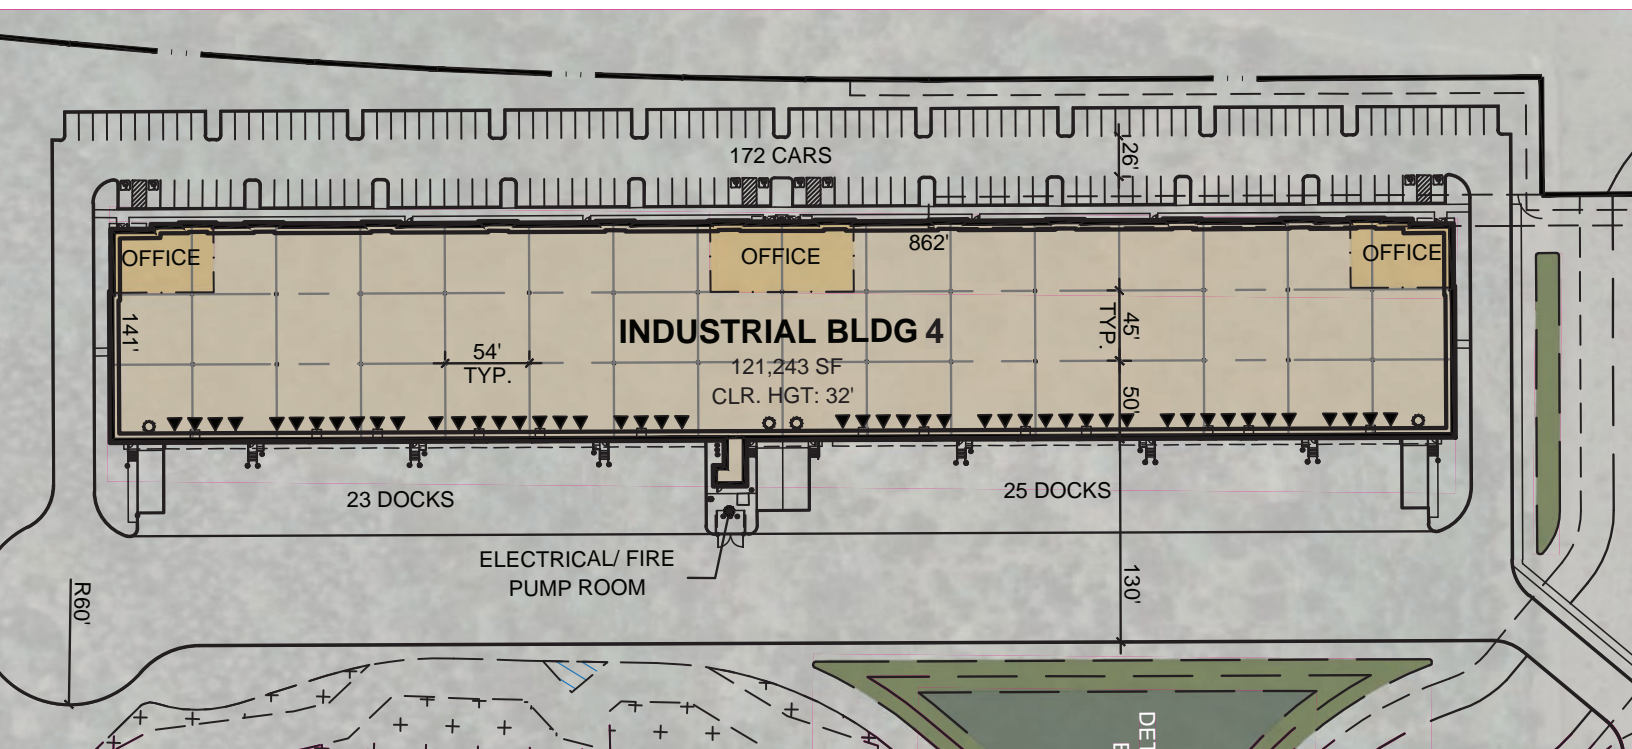 172 CARS
26'
OFFICE
OFFICE
862'
OFFICE
141'
INDUSTRIAL BLDG 4
45'
TYP.
54'
TYP.
121,243 SF
CLR. HGT: 32'
50'
23 DOCKS
25 DOCKS
ELECTRICAL/ FIRE
PUMP ROOM
R60'
130'
DET